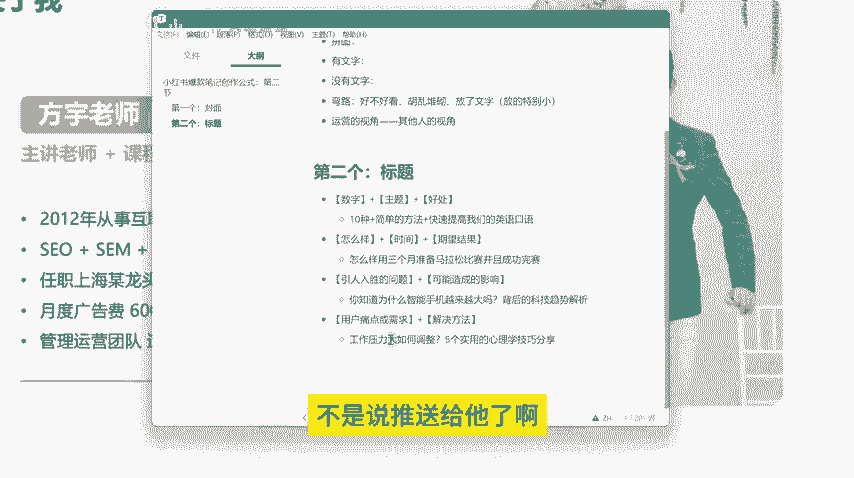 文件(F) 编辑(E) 段落(P) 格式(O) 视图(V) 主题(T) 帮助(H)
文件 大纲
小红书爆款笔记创作公式：第二节
第一个：封面
第二个：标题
有文字：
没有文字：
弯路：好不好看、胡乱堆砌、放了文字（放的特别小）
运营的视角——其他人的视角
第二个：标题
【数字】+【主题】+【好处】
10种+简单的方法+快速提高我们的英语口语
【怎么样】+【时间】+【期望结果】
怎么样用三个月准备马拉松比赛并且成功完赛
【引人入胜的问题】+【可能造成的影响】
你知道为什么智能手机越来越大吗？背后的科技趋势解析
【用户痛点或需求】+【解决方法】
工作压力大如何调整？5个实用的心理学技巧分享
方宇老师
主讲老师 + 课程
2012年从事互联
SEO + SEM +
任职上海某龙头
月度广告费 600
管理运营团队
不是说推送给他了啊